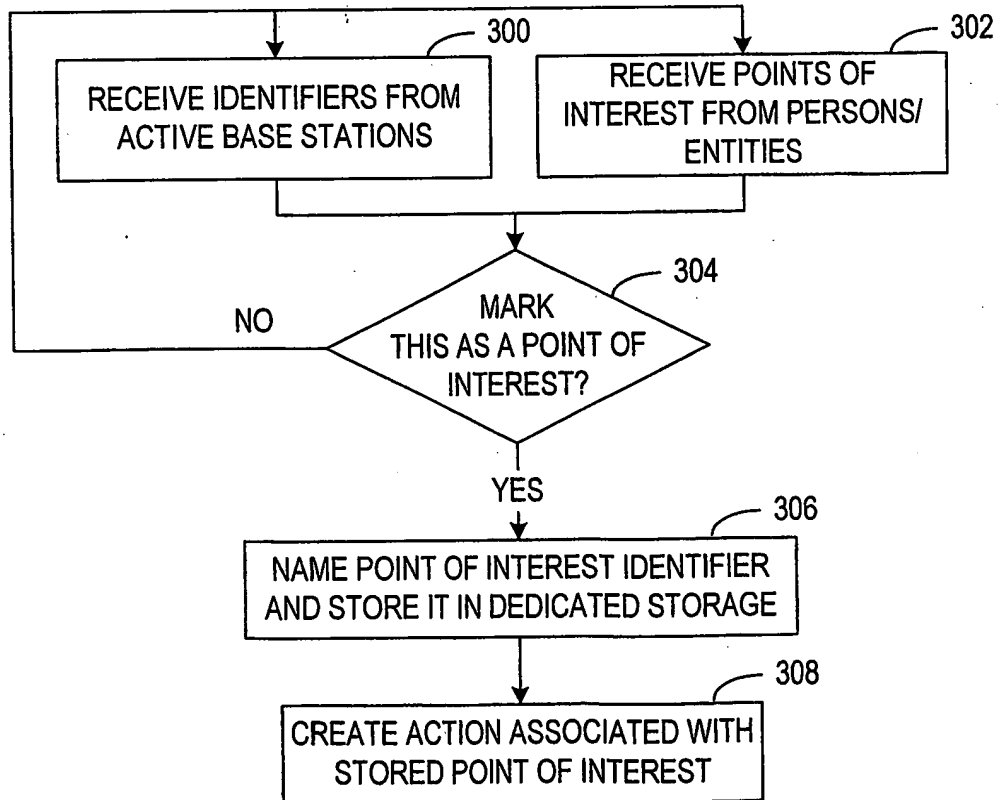 300
RECEIVE IDENTIFIERS FROM
ACTIVE BASE STATIONS
302
RECEIVE POINTS OF
INTEREST FROM PERSONS/
ENTITIES
304
MARK
THIS AS A POINT OF
INTEREST?
NO
YES
306
NAME POINT OF INTEREST IDENTIFIER
AND STORE IT IN DEDICATED STORAGE
308
CREATE ACTION ASSOCIATED WITH
STORED POINT OF INTEREST